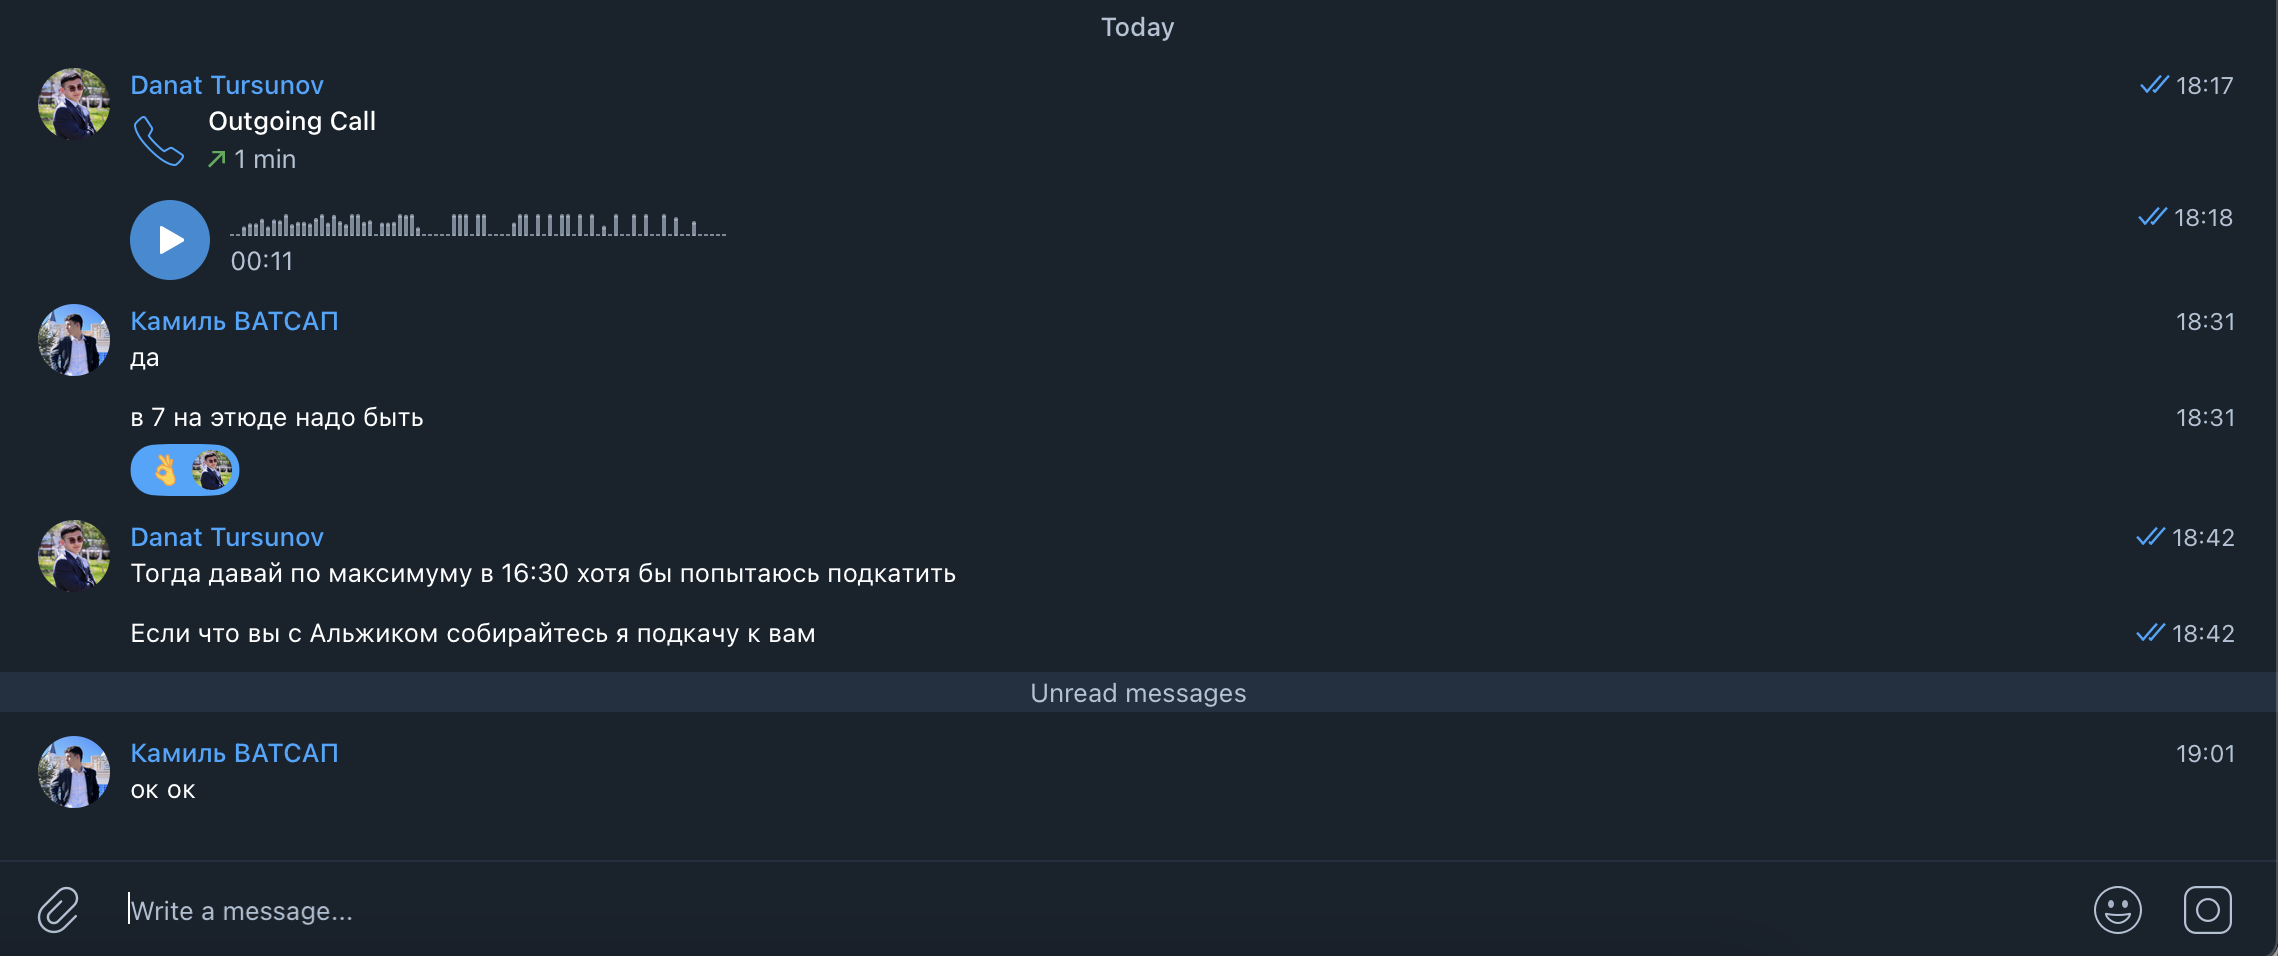 Today
Danat Tursunov
18:17
Outgoing Call
1 min
18:18
00:11
Камиль ВАТСАП
18:31
да
в 7 на этюде надо быть
18:31
Danat Tursunov
18:42
Тогда давай по максимуму в 16:30 хотя бы попытаюсь подкатить
Если что вы с Альжиком собирайтесь я подкачу к вам
18:42
Unread messages
Камиль ВАТСАП
19:01
ок ок
Write a message...